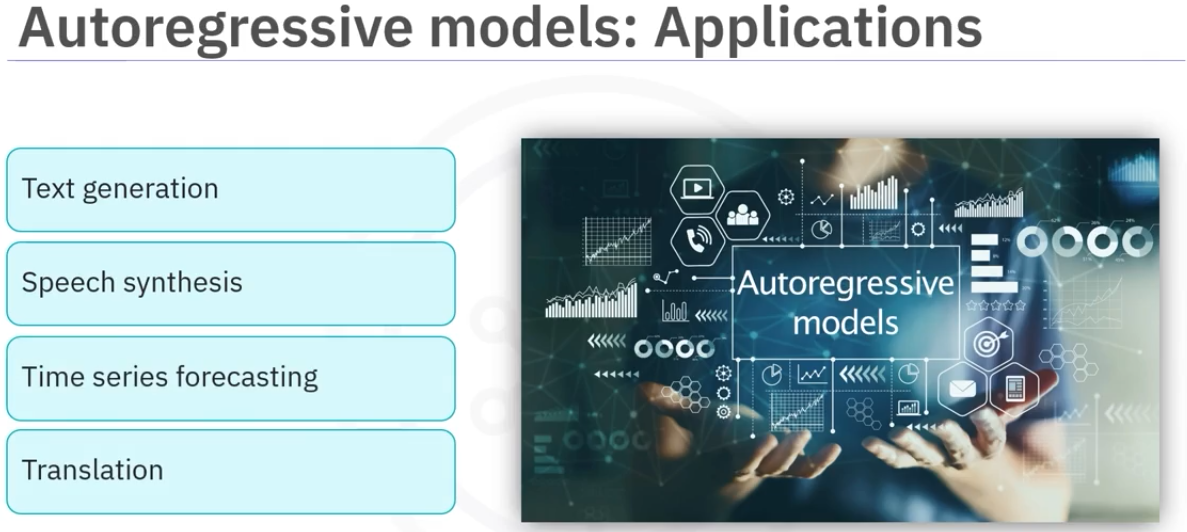 Autoregressive models: Applications
Text generation
Speech synthesis
Time series forecasting
Translation
Autoregressive
models